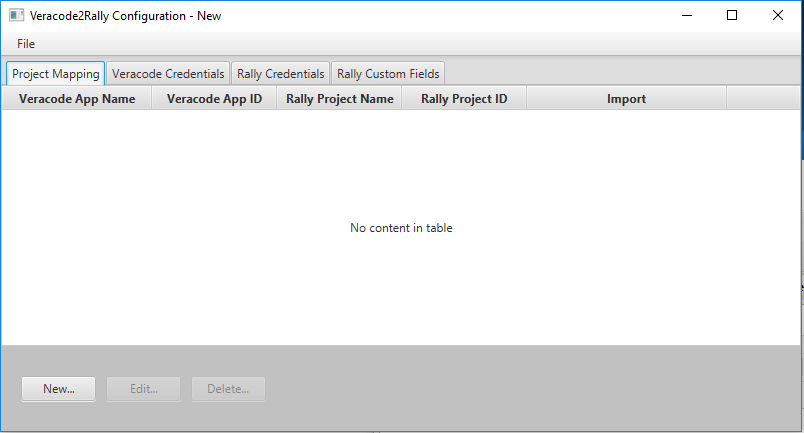 Veracode2Rally Configuration - New
File
Project Mapping Veracode Credentials Rally Credentials Rally Custom Fields
Veracode App Name Veracode App ID Rally Project Name Rally Project ID Import
No content in table
New... Edit... Delete...